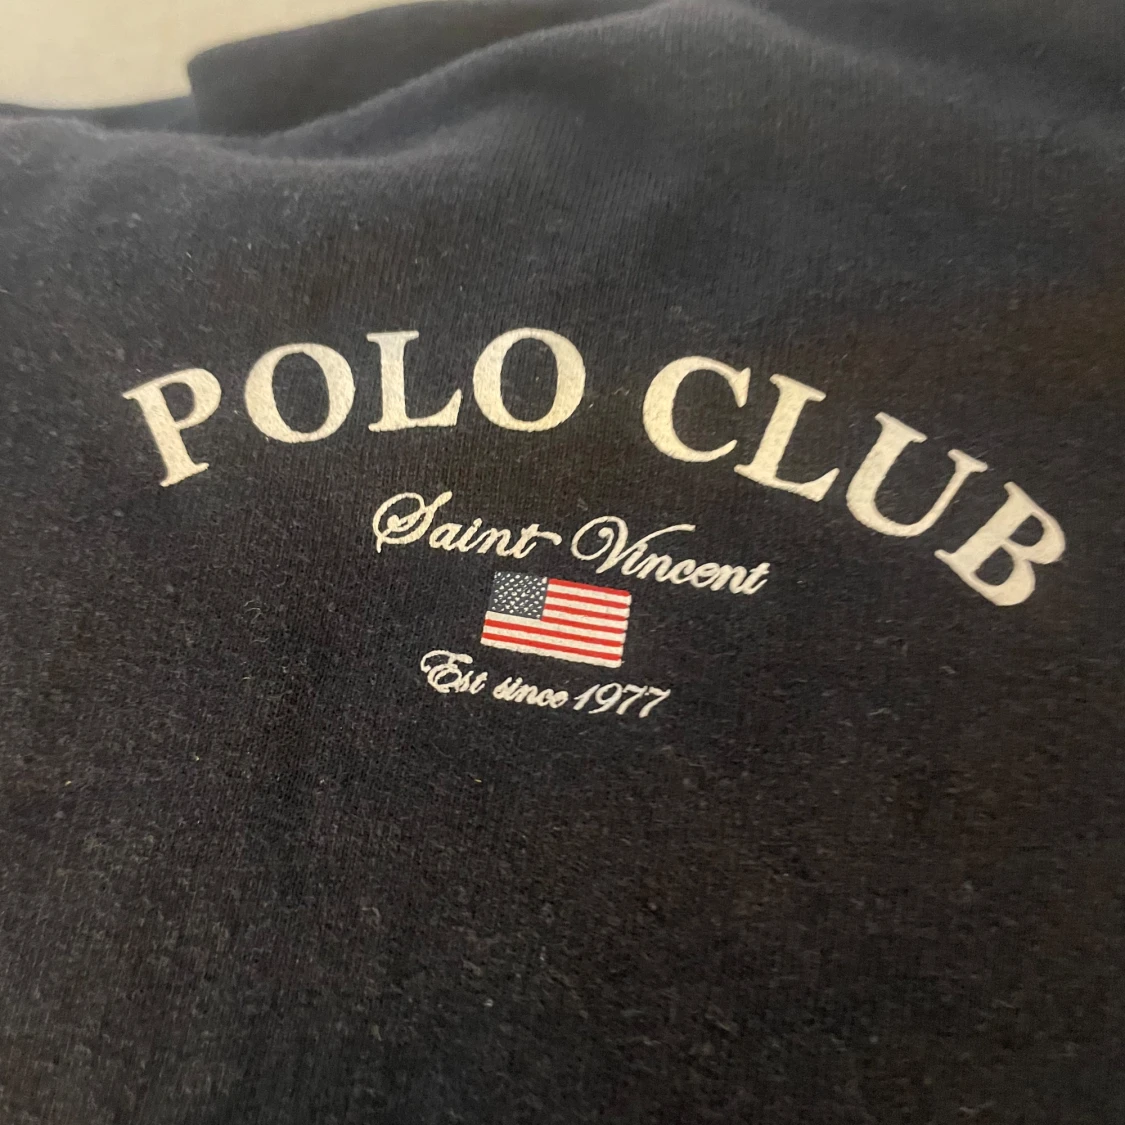 POLO CLUB
Saint Vincent
Est since 1977